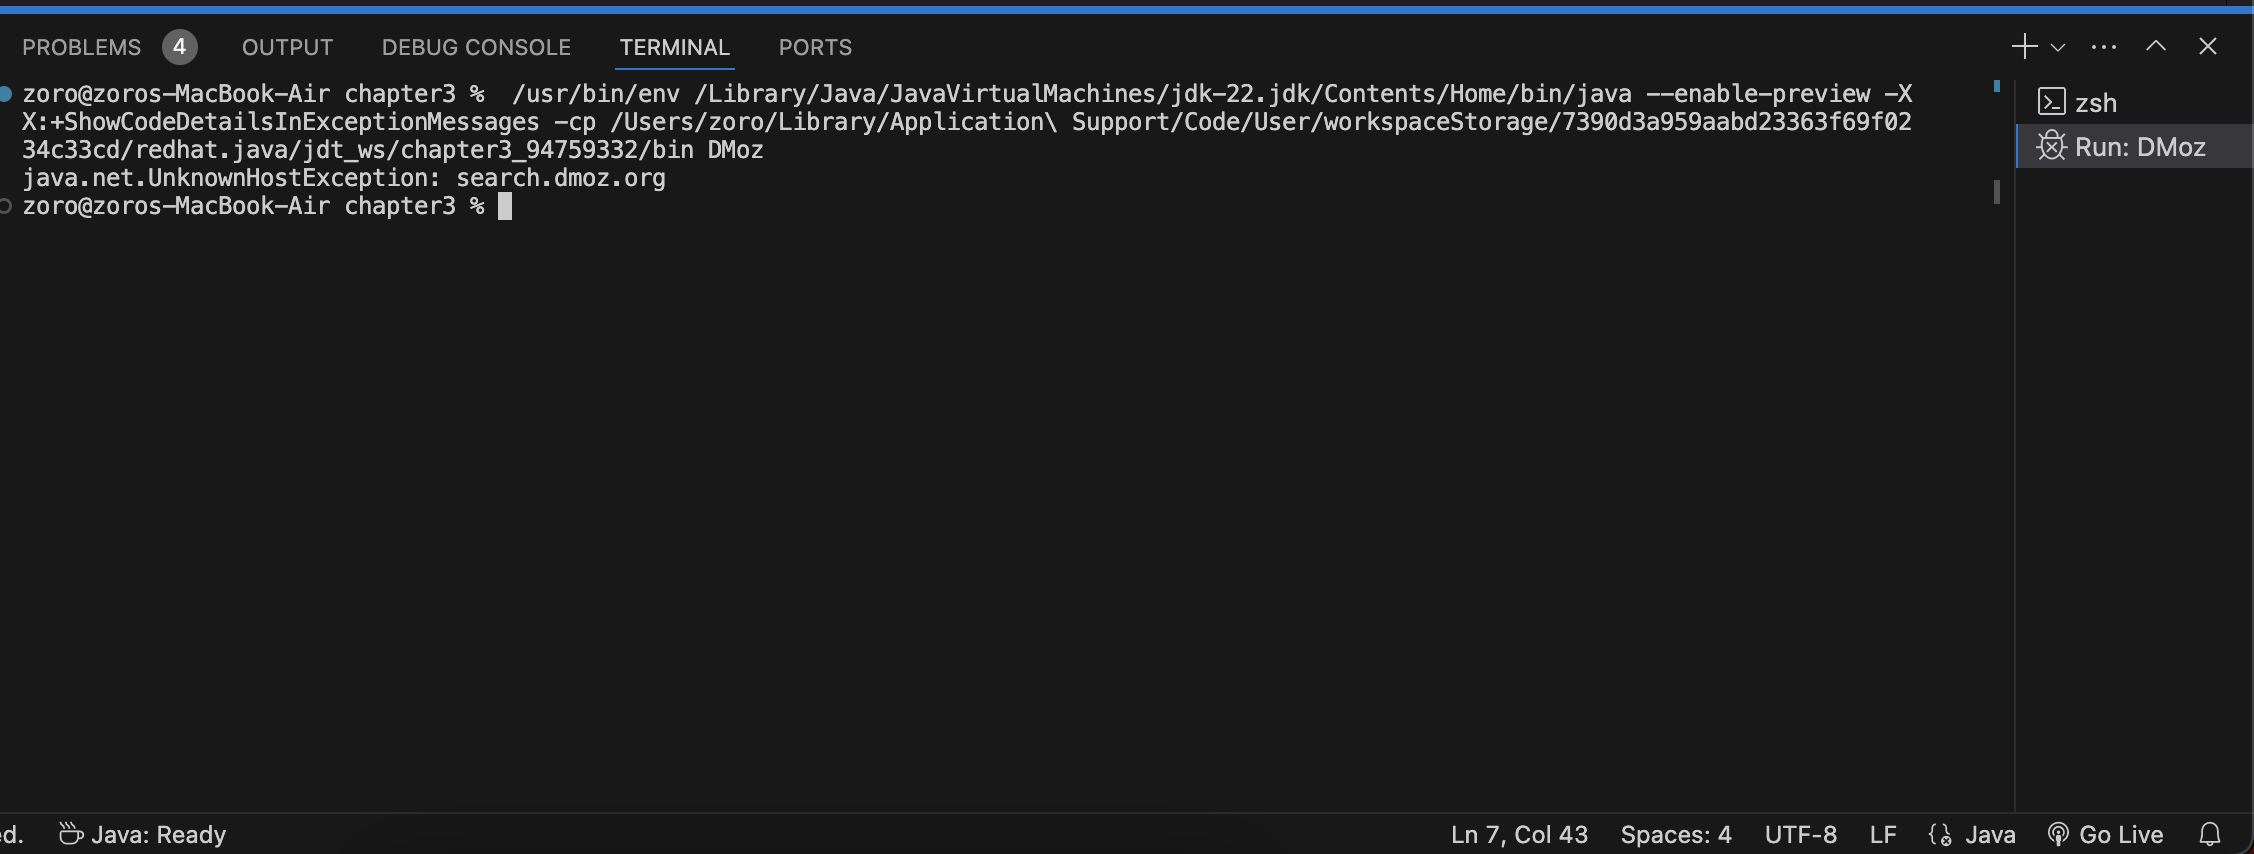 PROBLEMS 4 OUTPUT DEBUG CONSOLE TERMINAL PORTS
zoro@zoros-MacBook-Air chapter3 %  /usr/bin/env /Library/Java/JavaVirtualMachines/jdk-22.jdk/Contents/Home/bin/java --enable-preview -X
X:+ShowCodeDetailsInExceptionMessages -cp /Users/zoro/Library/Application\ Support/Code/User/workspaceStorage/7390d3a959aabd23363f69f02
34c33cd/redhat.java/jdt_ws/chapter3_94759332/bin DMoz
java.net.UnknownHostException: search.dmoz.org
zoro@zoros-MacBook-Air chapter3 %
zsh
Run: DMoz
ed. Java: Ready Ln 7, Col 43 Spaces: 4 UTF-8 LF Java Go Live